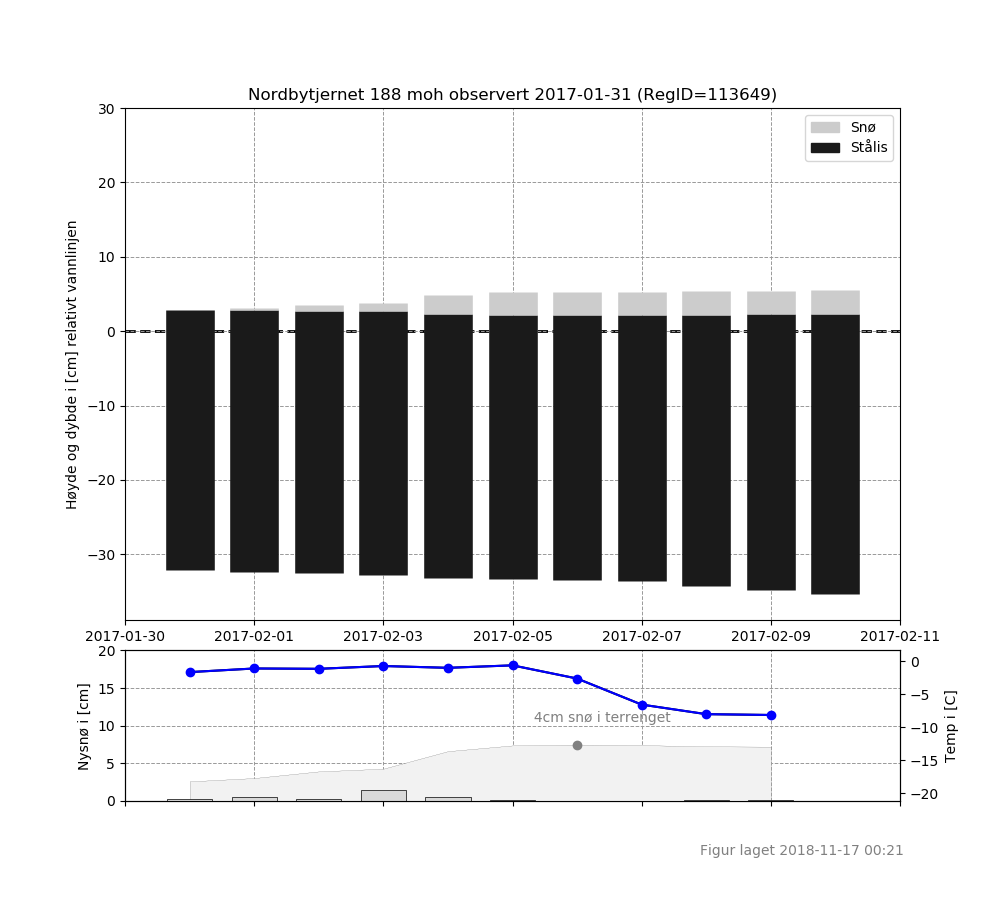 Nordbytjernet 188 moh observert 2017-01-31 (RegID=113649)
30
20
10
0
−10
−20
−30
Høyde og dybde i [cm] relativt vannlinjen
Snø
Stålis
2017-01-30 2017-02-01 2017-02-03 2017-02-05 2017-02-07 2017-02-09 2017-02-11
20
15
10
5
0
Nysnø i [cm]
4cm snø i terrenget
0
−5
−10
−15
−20
Temp i [C]
Figur laget 2018-11-17 00:21